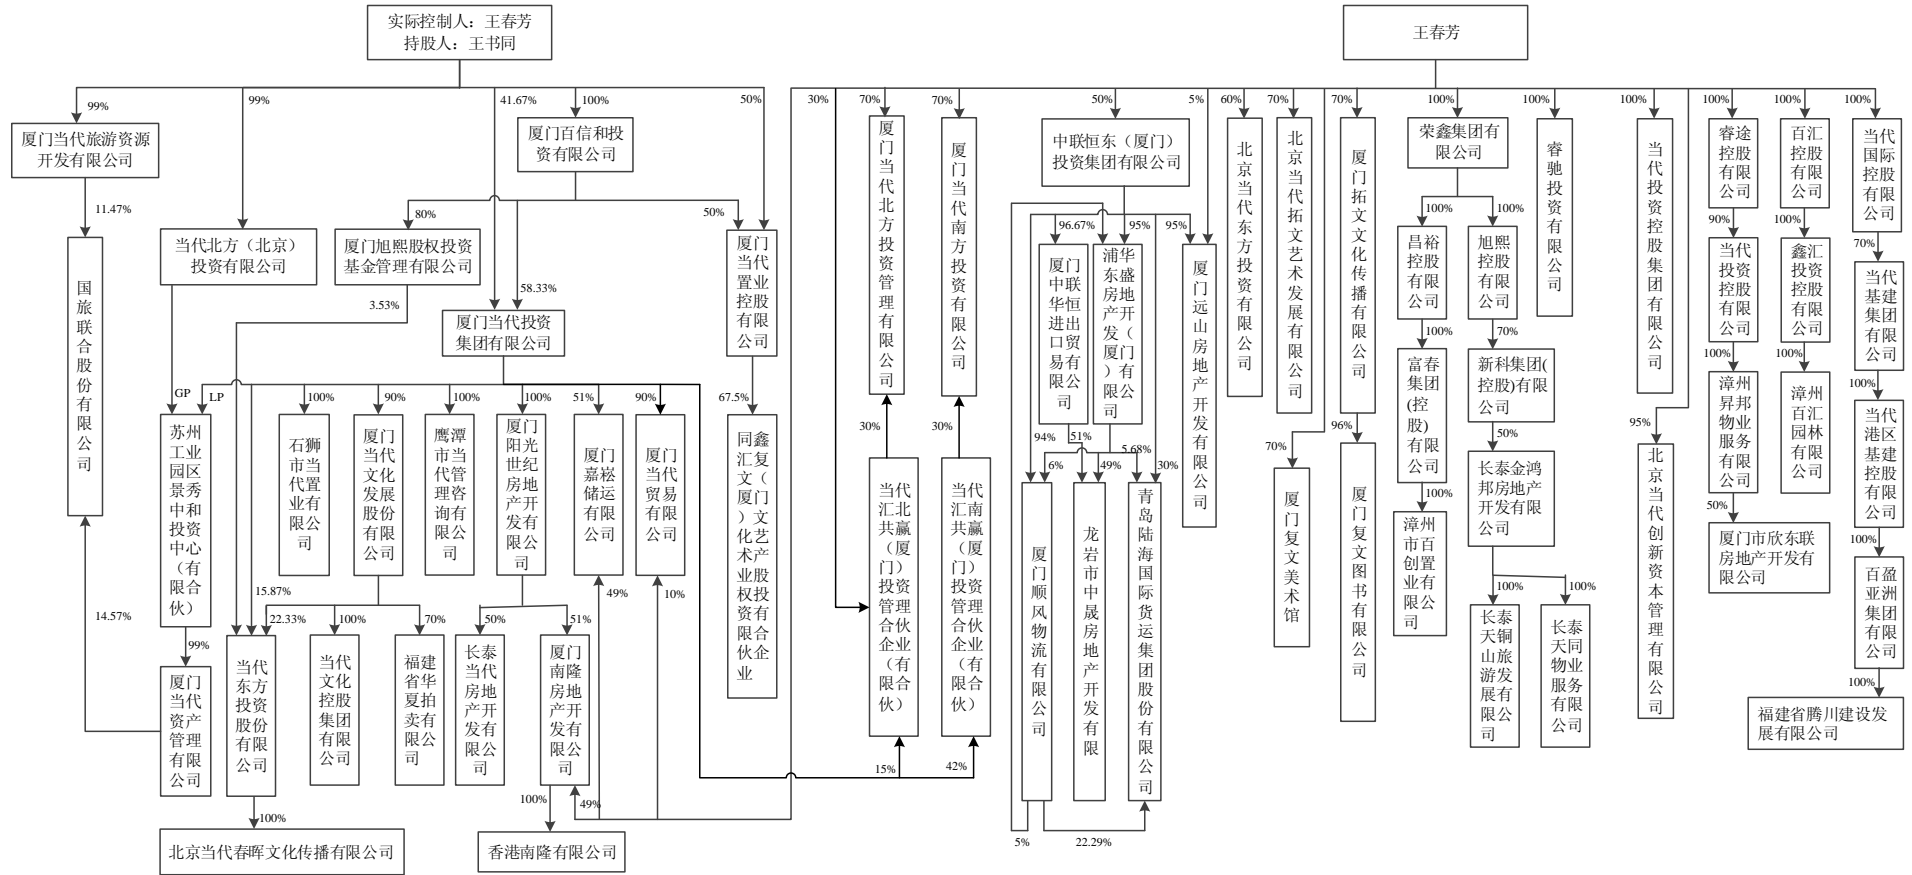 实际控制人：王春芳
持股人：王书同
王春芳
99%
99%
41.67%
100%
50%
30%
70%
70%
50%
5%
60%
70%
70%
100%
100%
100%
100%
100%
100%
厦门当代旅游资源
开发有限公司
厦门百信和投
资有限公司
厦门当代北方投资管理有限公司
厦门当代南方投资有限公司
中联恒东（厦门）
投资集团有限公司
北京当代东方投资有限公司
北京当代拓文艺术发展有限公司
厦门拓文文化传播有限公司
荣鑫集团有
限公司
睿驰投资有限公司
当代投资控股集团有限公司
睿途
控股
有限
公司
百汇
控股
有限
公司
当代
国际
控股
有限
公司
11.47%
80%
50%
58.33%
当代北方（北京）
投资有限公司
厦门旭熙股权投资
基金管理有限公司
厦门
当代
置业
控股
有限
公司
3.53%
厦门当代投资
集团有限公司
国旅联合股份有限公司
96.67%
95%
95%
厦门
中联
华恒
进出
口贸
易有
限公
司
浦华
东盛
房地
产开
发（
厦门
）有
限公
司
厦门远山房地产开发有限公司
100%
100%
昌裕
控股
有限
公司
旭熙
控股
有限
公司
100%
70%
富春
集团
(控
股)
有限
公司
新科集团(
控股)有限
公司
90%
100%
70%
当代
投资
控股
有限
公司
鑫汇
投资
控股
有限
公司
当代
基建
集团
有限
公司
100%
100%
100%
漳州
昇邦
物业
服务
有限
公司
漳州
百汇
园林
有限
公司
当代
港区
基建
控股
有限
公司
GP
LP
100%
90%
100%
100%
51%
90%
67.5%
苏州
工业
园区
景秀
中和
投资
中心
（有
限合
伙）
石狮
市当
代置
业有
限公
司
厦门
当代
文化
发展
股份
有限
公司
鹰潭
市当
代管
理咨
询有
限公
司
厦门
阳光
世纪
房地
产开
发有
限公
司
厦门
嘉崧
储运
有限
公司
厦门
当代
贸易
有限
公司
同鑫
汇复
文（
厦门
）文
化艺
术产
业股
权投
资有
限合
伙企
业
30%
30%
当代
汇北
共赢
（厦
门）
投资
管理
合伙
企业
（有
限合
伙）
当代
汇南
共赢
（厦
门）
投资
管理
合伙
企业
（有
限合
伙）
94%
6%
51%
49%
5.68%
30%
厦门顺风物流有限公司
龙岩市中晟房地产开发有限
青岛陆海国际货运集团股份有限公司
70%
96%
厦门复文美术馆
厦门复文图书有限公司
50%
长泰金鸿
邦房地产
开发有限
公司
100%
漳州
市百
创置
业有
限公
司
100%
100%
长泰
天铜
山旅
游发
展有
限公
司
长泰
天同
物业
服务
有限
公司
95%
北京当代创新资本管理有限公司
50%
厦门市欣东联
房地产开发有
限公司
100%
百盈
亚洲
集团
有限
公司
100%
福建省腾川建设发
展有限公司
14.57%
99%
15.87%
22.33%
100%
70%
50%
51%
49%
10%
厦门
当代
资产
管理
有限
公司
当代
东方
投资
股份
有限
公司
当代
文化
控股
集团
有限
公司
福建
省华
夏拍
卖有
限公
司
长泰
当代
房地
产开
发有
限公
司
厦门
南隆
房地
产开
发有
限公
司
15%
42%
100%
100%
49%
5%
22.29%
北京当代春晖文化传播有限公司
香港南隆有限公司